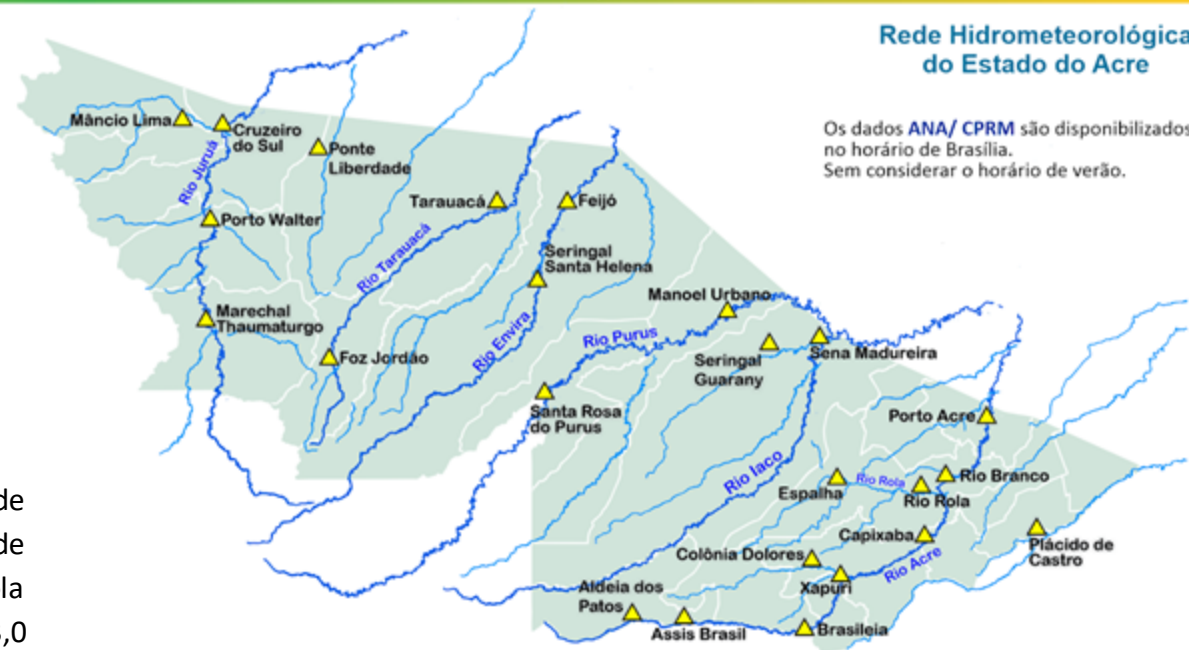 Rede Hidrometeorológica
do Estado do Acre
Os dados ANA/ CPRM são disponibilizados
no horário de Brasília.
Sem considerar o horário de verão.
Mâncio Lima
Cruzeiro
do Sul
Ponte
Liberdade
Rio Juruá
Porto Walter
Tarauacá
Feijó
Rio Tarauacá
Seringal
Santa Helena
Marechal
Thaumaturgo
Foz Jordão
Rio Envira
Manoel Urbano
Rio Purus
Seringal
Guarany
Sena Madureira
Santa Rosa
do Purus
Porto Acre
Rio Iaco
Espalha
Rio Rola
Rio Rola
Rio Branco
Capixaba
Plácido de
Castro
Colônia Dolores
Rio Acre
Xapuri
Aldeia dos
Patos
Assis Brasil
Brasileia
de
de
la
,0